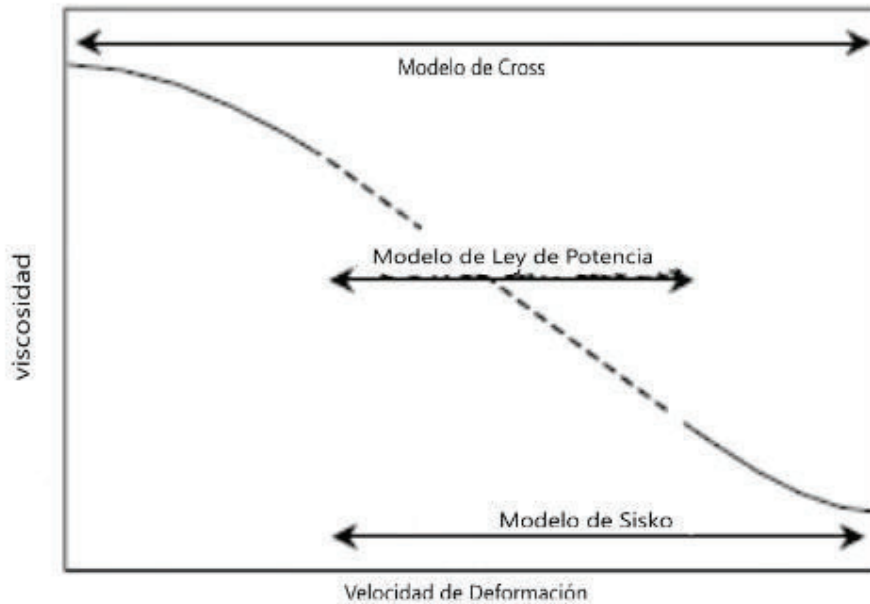 Modelo de Cross
Modelo de Ley de Potencia
viscosidad
Modelo de Sisko
Velocidad de Deformación